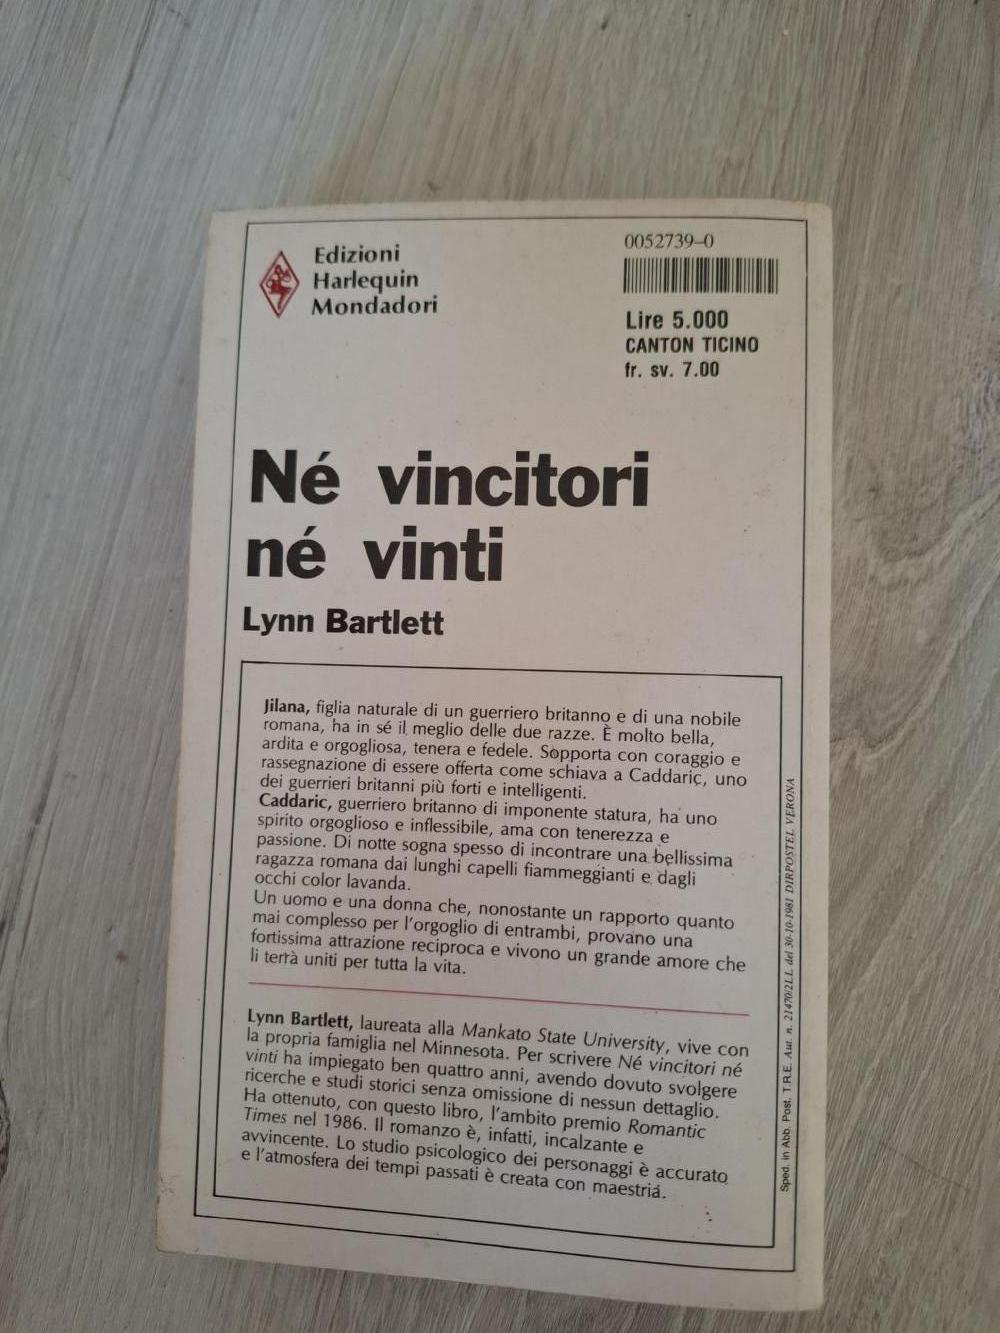 Edizioni
Harlequin
Mondadori
0052739-0
Lire 5.000
CANTON TICINO
fr. sv. 7.00
Né vincitori
né vinti
Lynn Bartlett
Jilana, figlia naturale di un guerriero britanno e di una nobile
romana, ha in sé il meglio delle due razze. È molto bella,
ardita e orgogliosa, tenera e fedele. Sopporta con coraggio e
rassegnazione di essere offerta come schiava a Caddaric, uno
dei guerrieri britanni più forti e intelligenti.
Caddaric, guerriero britanno di imponente statura, ha uno
spirito orgoglioso e inflessibile, ama con tenerezza e
passione. Di notte sogna spesso di incontrare una bellissima
ragazza romana dai lunghi capelli fiammeggianti e dagli
occhi color lavanda.
Un uomo e una donna che, nonostante un rapporto quanto
mai complesso per l'orgoglio di entrambi, provano una
fortissima attrazione reciproca e vivono un grande amore che
li terrà uniti per tutta la vita.
Lynn Bartlett, laureata alla Mankato State University, vive con
la propria famiglia nel Minnesota. Per scrivere Né vincitori né
vinti ha impiegato ben quattro anni, avendo dovuto svolgere
ricerche e studi storici senza omissione di nessun dettaglio.
Ha ottenuto, con questo libro, l'ambito premio Romantic
Times nel 1986. Il romanzo è, infatti, incalzante e
avvincente. Lo studio psicologico dei personaggi è accurato
e l'atmosfera dei tempi passati è creata con maestria.
Sped. in Abb. Post. T.R.E. Aut. n. 21470/2LL del 30-10-1981 DIRPOSTEL VERONA